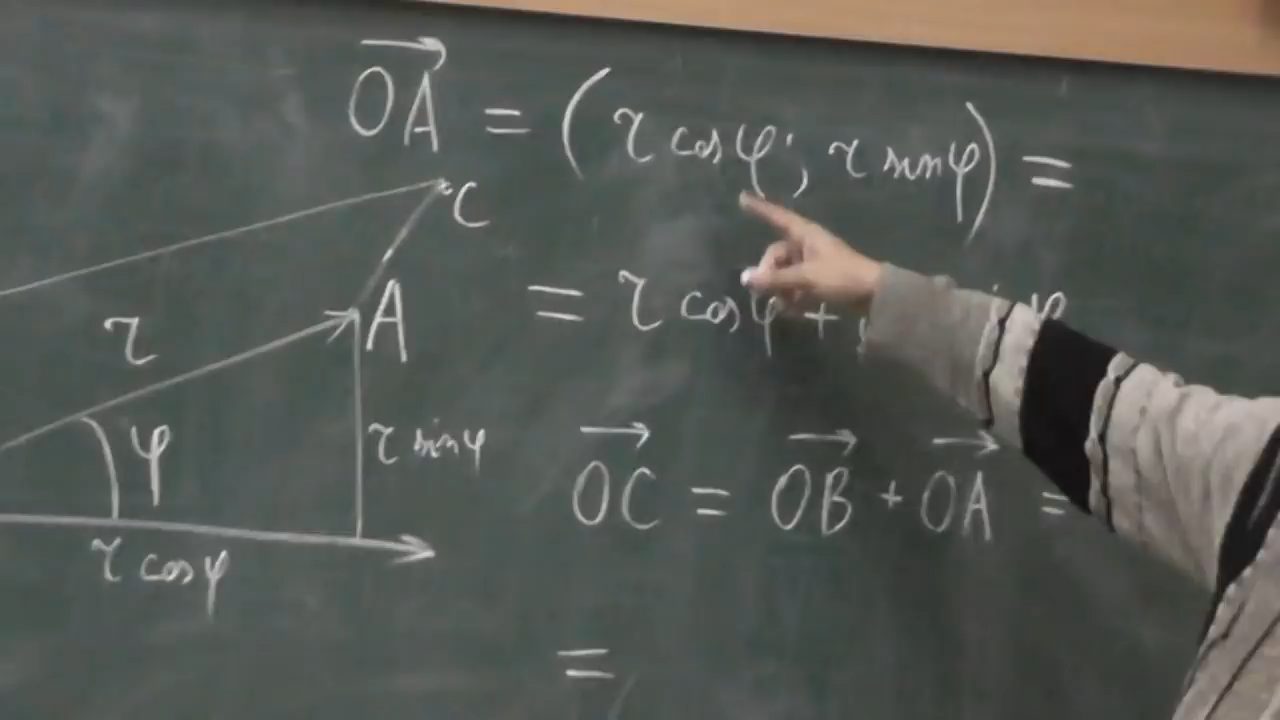 OA = (r cosφ; r sinφ) =
= r cosφ +
OC = OB + OA =
=
C
A
r
φ
r sinφ
r cosφ